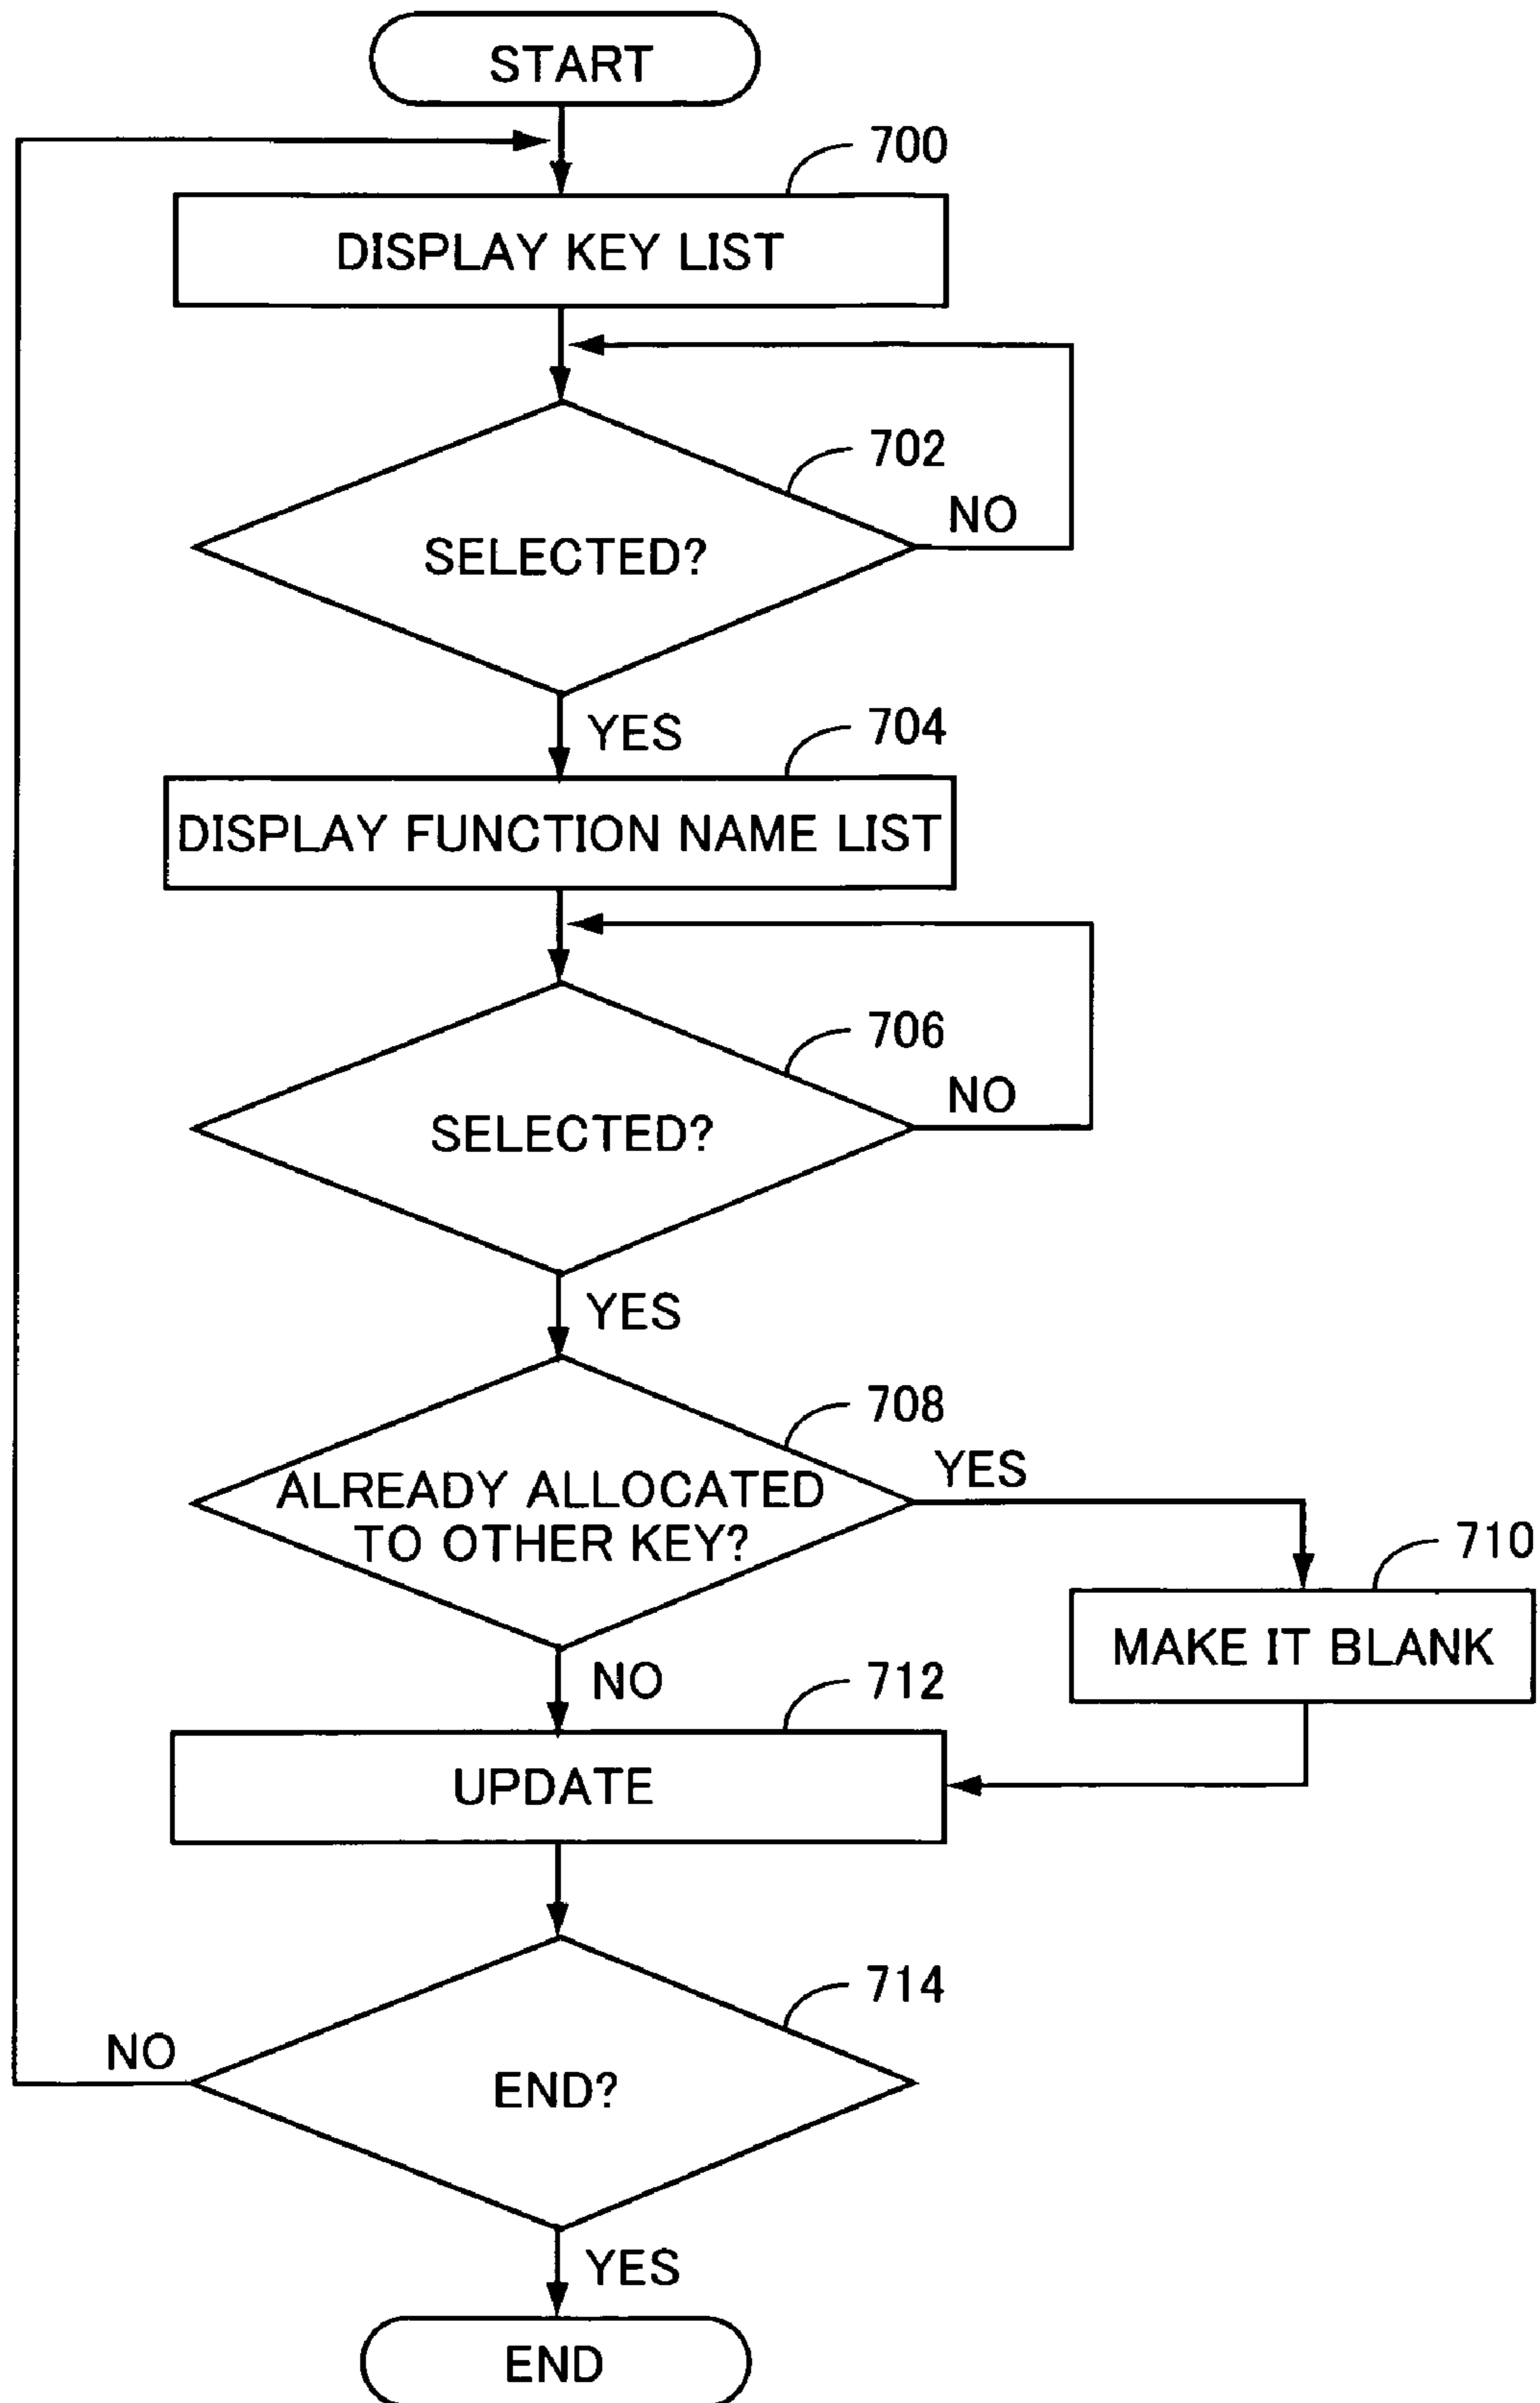 START
700
DISPLAY KEY LIST
702
NO
SELECTED?
YES
704
DISPLAY FUNCTION NAME LIST
706
NO
SELECTED?
YES
708
YES
ALREADY ALLOCATED
TO OTHER KEY?
710
MAKE IT BLANK
NO
712
UPDATE
714
NO
END?
YES
END